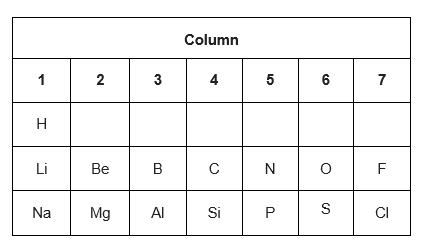 Column
1 2 3 4 5 6 7
H
Li Be B C N O F
Na Mg Al Si P S Cl